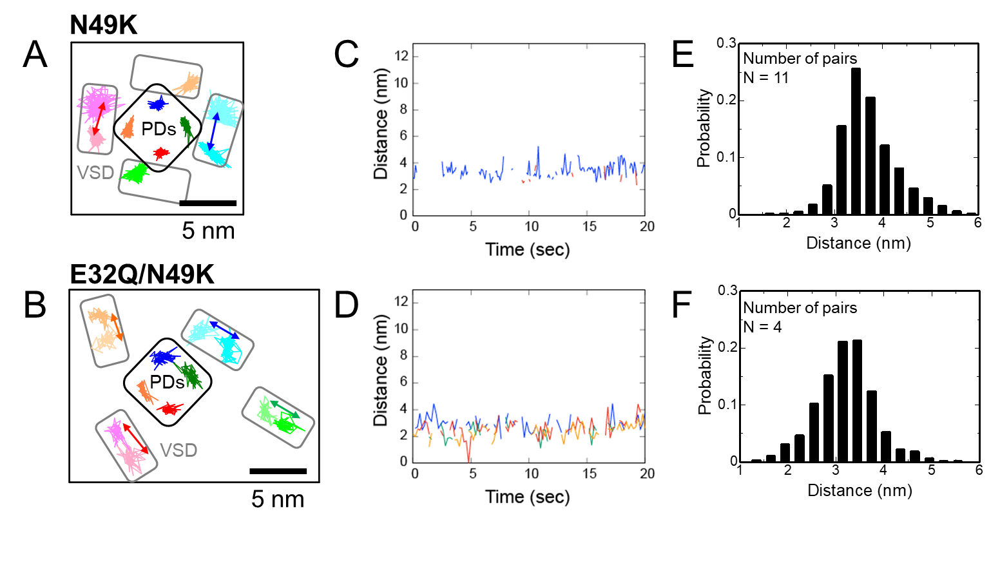 N49K
A
PDs
VSD
5 nm
C
Distance (nm)
12
10
8
6
4
2
0
0 5 10 15 20
Time (sec)
E
Number of pairs
N = 11
Probability
0.3
0.2
0.1
0
1 2 3 4 5 6
Distance (nm)
E32Q/N49K
B
PDs
VSD
5 nm
D
Distance (nm)
12
10
8
6
4
2
0
0 5 10 15 20
Time (sec)
F
Number of pairs
N = 4
Probability
0.3
0.2
0.1
0
1 2 3 4 5 6
Distance (nm)